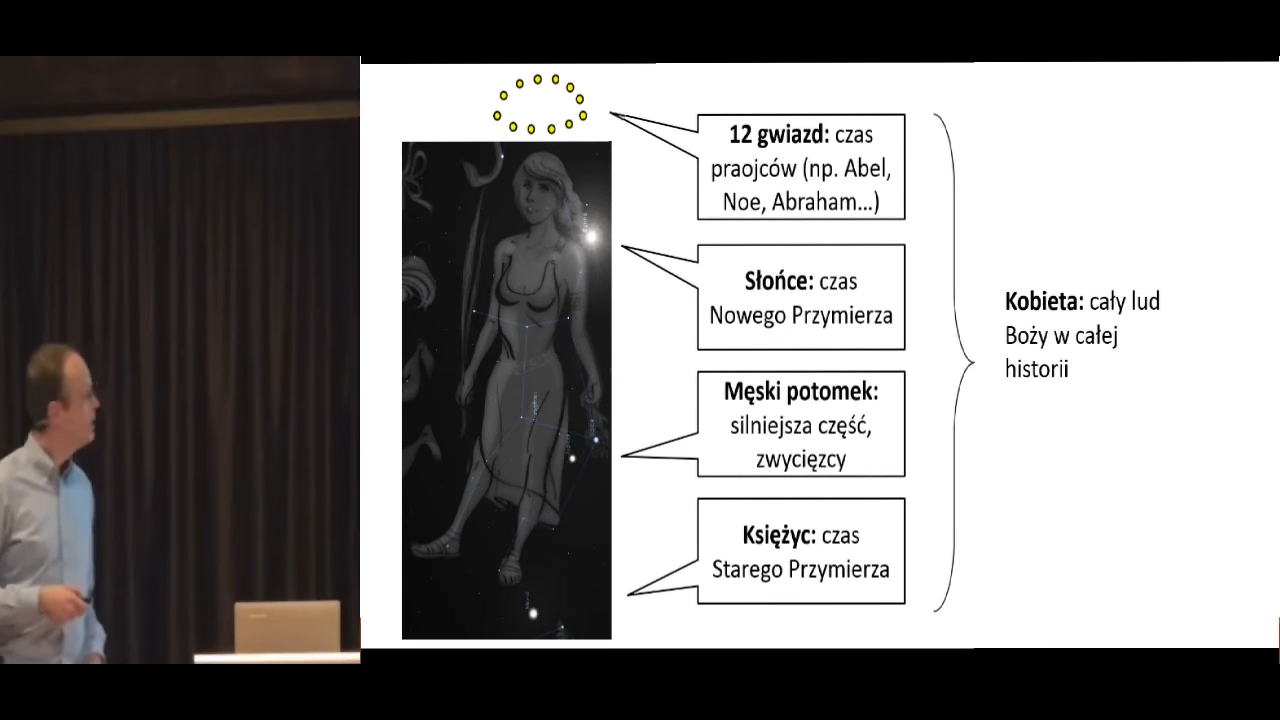 12 gwiazd: czas
praojców (np. Abel,
Noe, Abraham...)
Słońce: czas
Nowego Przymierza
Męski potomek:
silniejsza część,
zwycięzcy
Księżyc: czas
Starego Przymierza
Kobieta: cały lud
Boży w całej
historii